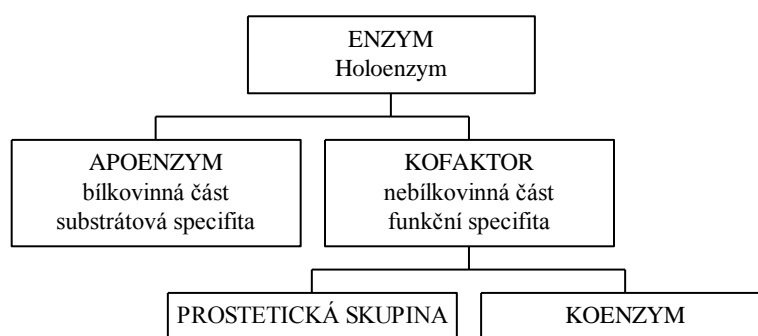 ENZYM
Holoenzym
APOENZYM
bílkovinná část
substrátová specifita
KOFAKTOR
nebílkovinná část
funkční specifita
PROSTETICKÁ SKUPINA
KOENZYM